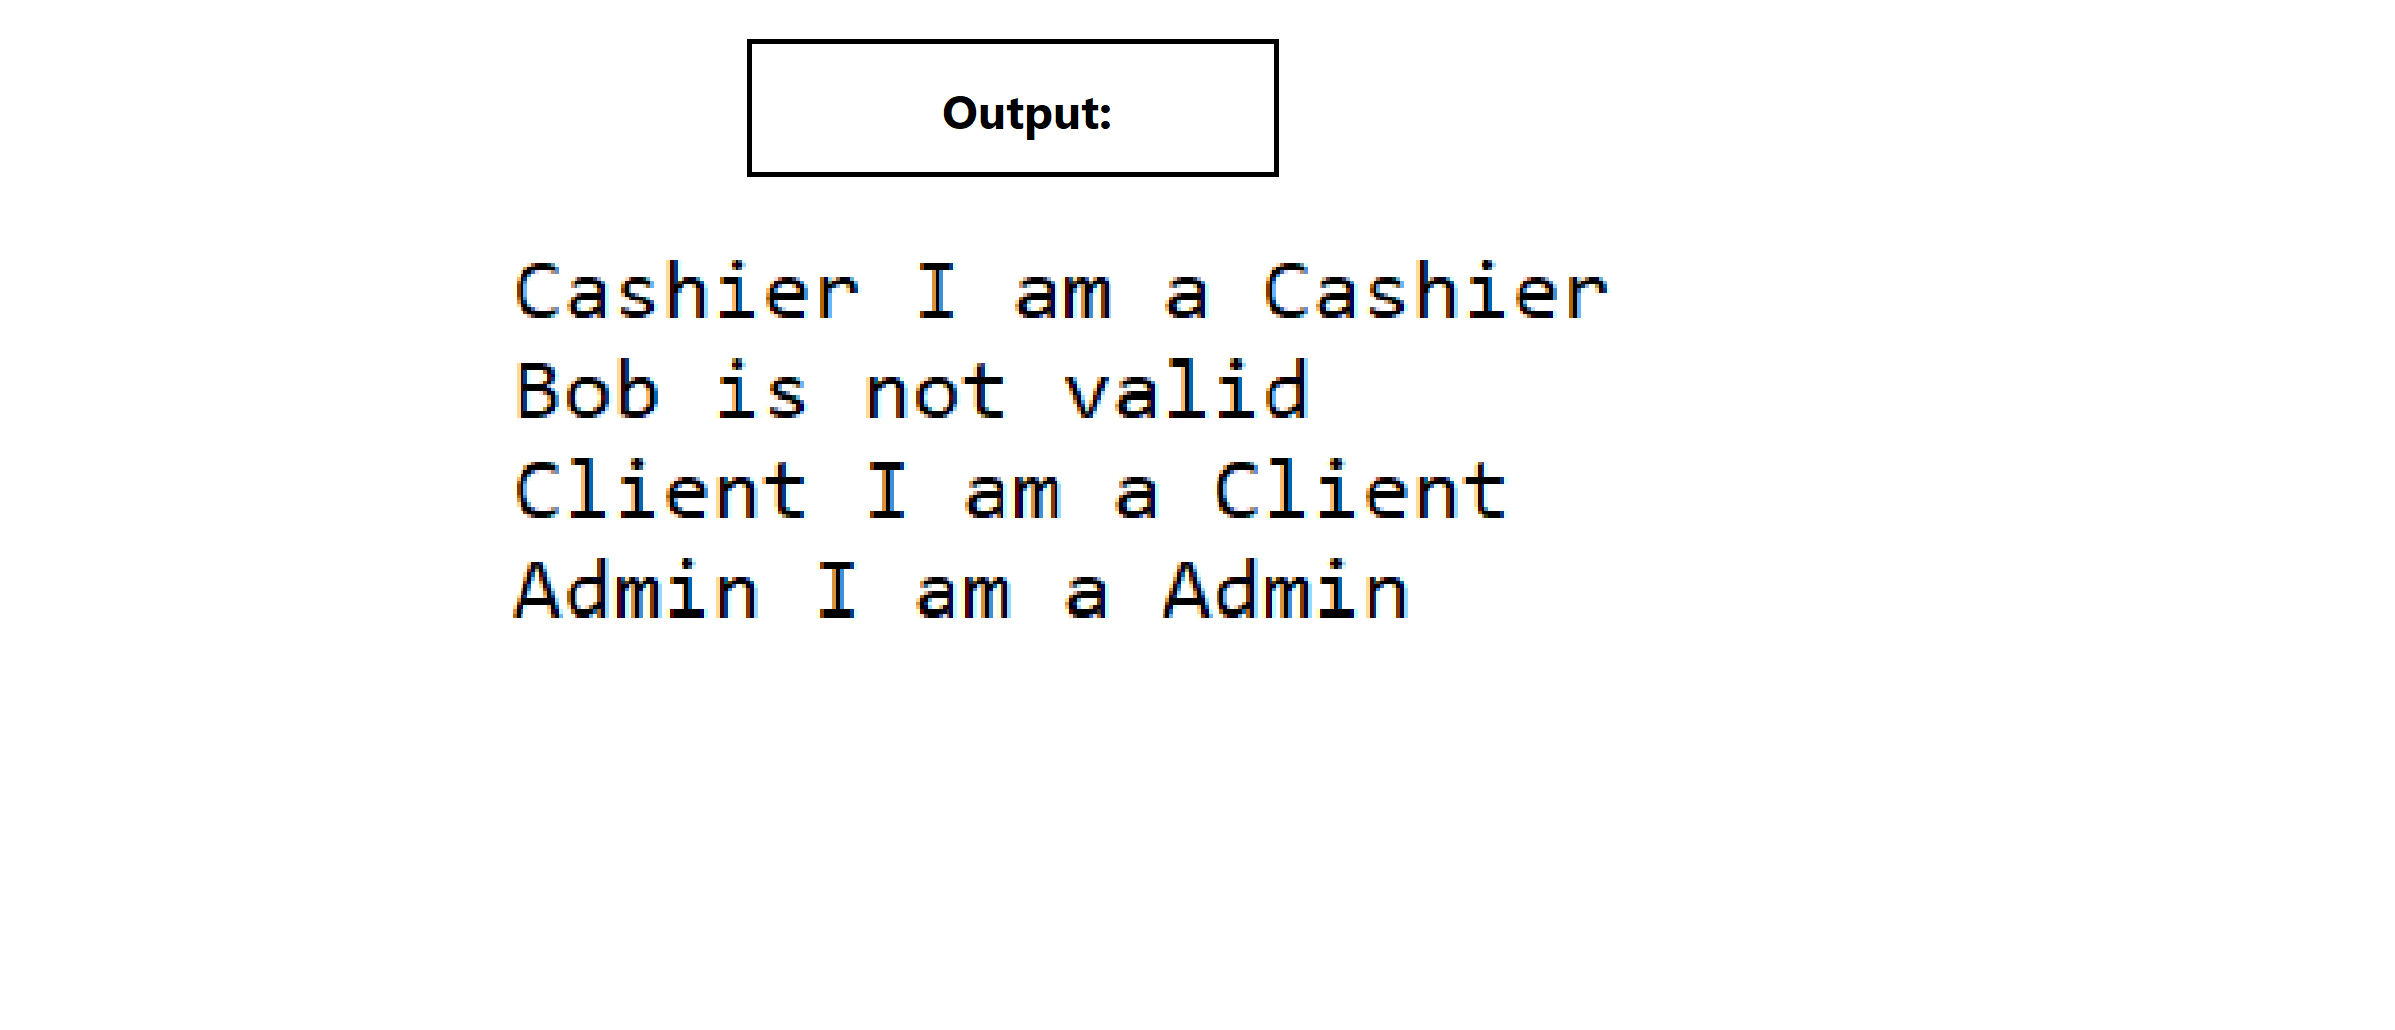 Output:
Cashier I am a Cashier
Bob is not valid
Client I am a Client
Admin I am a Admin